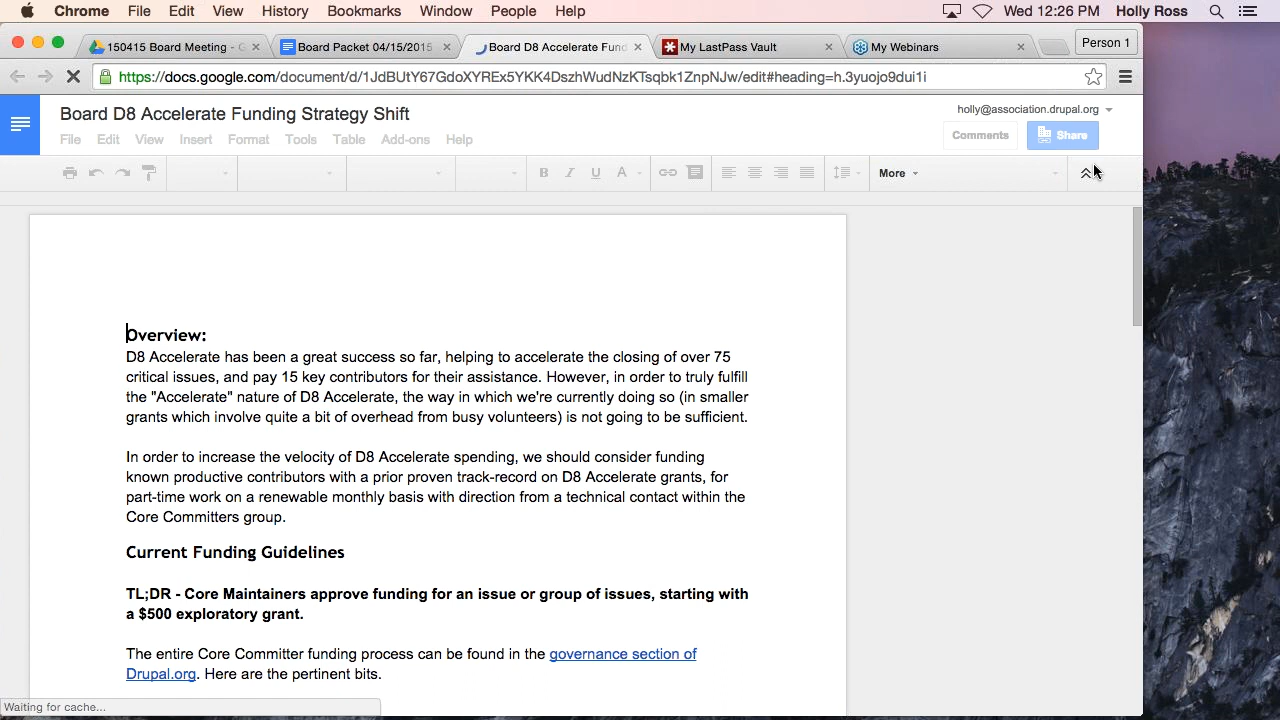 Chrome File Edit View History Bookmarks Window People Help Wed 12:26 PM Holly Ross
150415 Board Meeting - G Board Packet 04/15/2015 Board D8 Accelerate Fund My LastPass Vault My Webinars Person 1
https://docs.google.com/document/d/1JdBUtY67GdoXYREx5YKK4DszhWudNzKTsqbk1ZnpNJw/edit#heading=h.3yuojo9dui1i
Board D8 Accelerate Funding Strategy Shift holly@association.drupal.org
File Edit View Insert Format Tools Table Add-ons Help Comments Share
B I U A More
Overview:
D8 Accelerate has been a great success so far, helping to accelerate the closing of over 75
critical issues, and pay 15 key contributors for their assistance. However, in order to truly fulfill
the "Accelerate" nature of D8 Accelerate, the way in which we're currently doing so (in smaller
grants which involve quite a bit of overhead from busy volunteers) is not going to be sufficient.
In order to increase the velocity of D8 Accelerate spending, we should consider funding
known productive contributors with a prior proven track-record on D8 Accelerate grants, for
part-time work on a renewable monthly basis with direction from a technical contact within the
Core Committers group.
Current Funding Guidelines
TL;DR - Core Maintainers approve funding for an issue or group of issues, starting with
a $500 exploratory grant.
The entire Core Committer funding process can be found in the governance section of
Drupal.org. Here are the pertinent bits.
Waiting for cache...